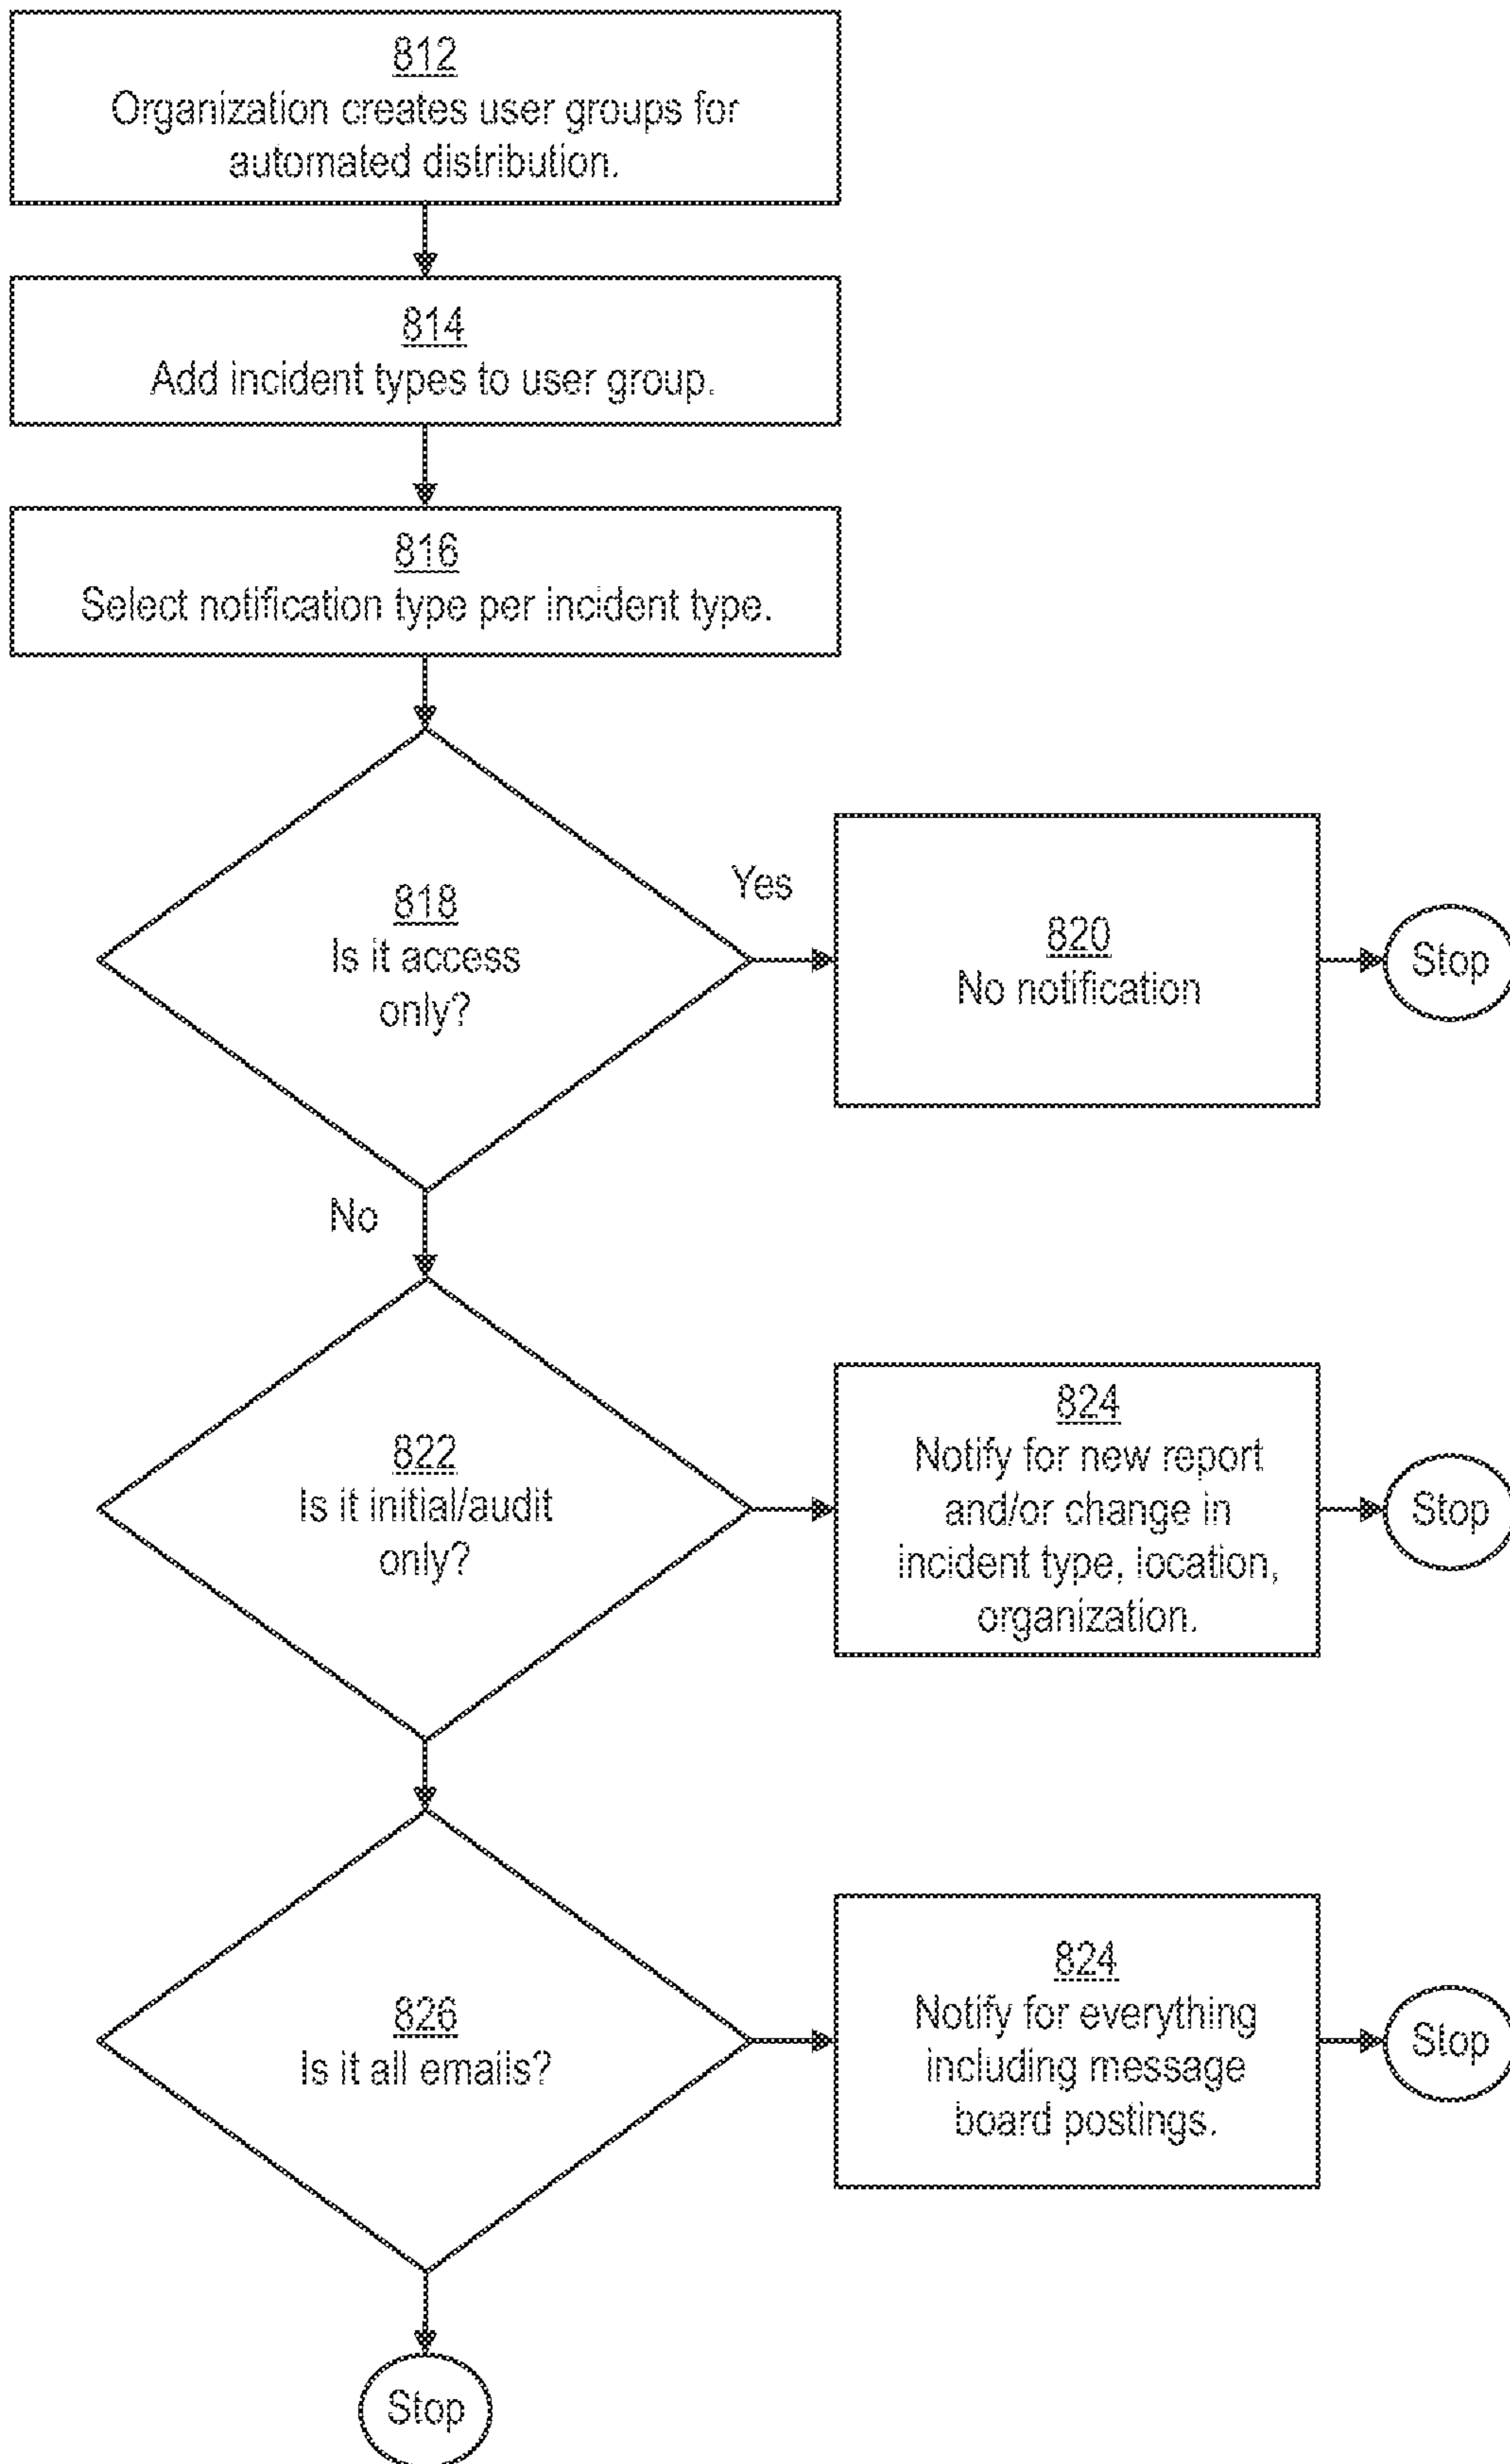 812
Organization creates user groups for
automated distribution.
814
Add incident types to user group.
816
Select notification type per incident type.
818
Is it access
only?
Yes
820
No notification
Stop
No
822
Is it initial/audit
only?
824
Notify for new report
and/or change in
incident type, location,
organization.
Stop
826
Is it all emails?
824
Notify for everything
including message
board postings.
Stop
Stop